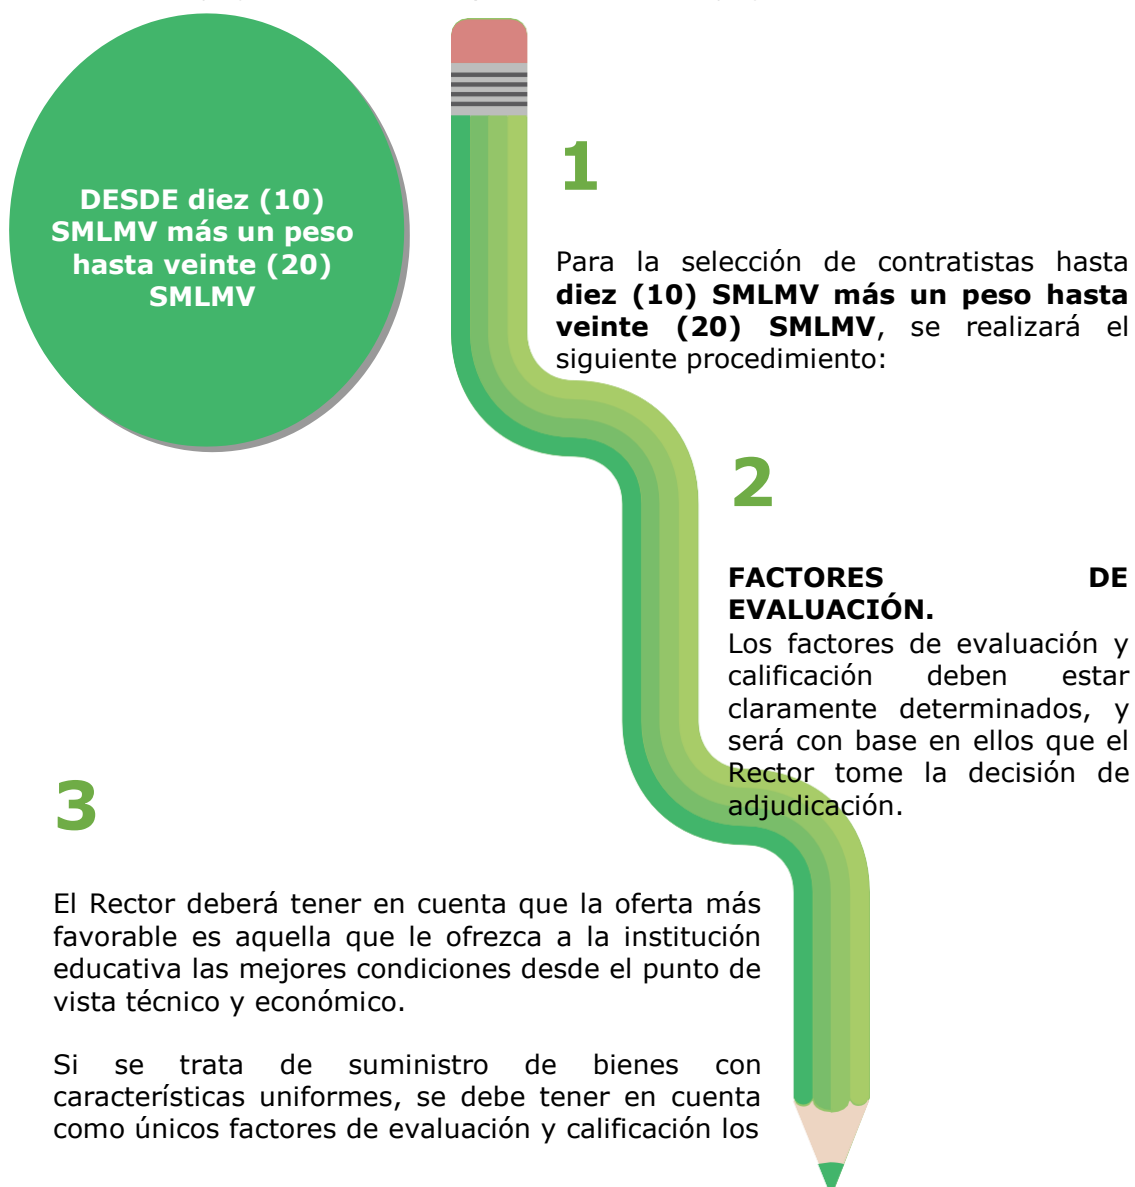 DESDE diez (10)
SMLMV más un peso
hasta veinte (20)
SMLMV
1
Para la selección de contratistas hasta
diez (10) SMLMV más un peso hasta
veinte (20) SMLMV, se realizará el
siguiente procedimiento:
2
FACTORES DE
EVALUACIÓN.
Los factores de evaluación y
calificación deben estar
claramente determinados, y
será con base en ellos que el
Rector tome la decisión de
adjudicación.
3
El Rector deberá tener en cuenta que la oferta más
favorable es aquella que le ofrezca a la institución
educativa las mejores condiciones desde el punto de
vista técnico y económico.
Si se trata de suministro de bienes con
características uniformes, se debe tener en cuenta
como únicos factores de evaluación y calificación los